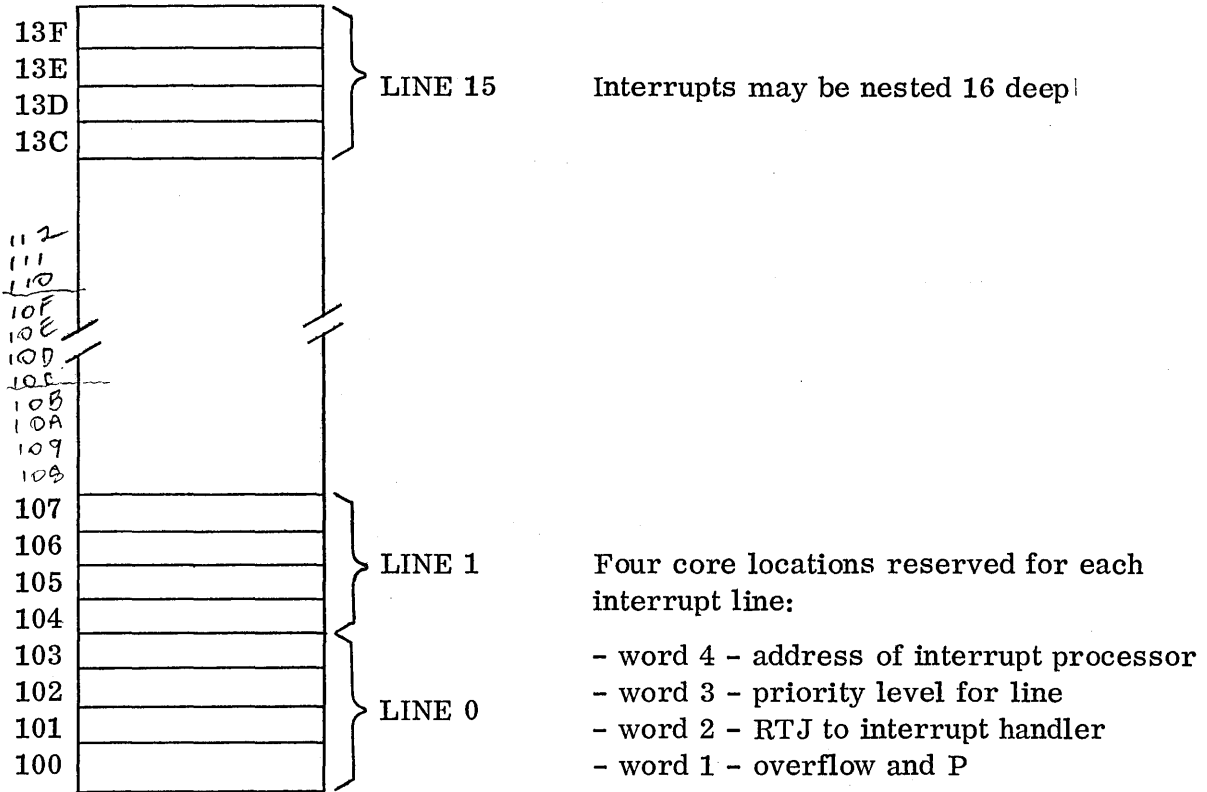 13F
13E
13D
13C
LINE 15
Interrupts may be nested 16 deep
112
111
110
10F
10E
10D
10C
10B
10A
109
108
107
106
105
104
LINE 1
103
102
101
100
LINE 0
Four core locations reserved for each
interrupt line:
- word 4 - address of interrupt processor
- word 3 - priority level for line
- word 2 - RTJ to interrupt handler
- word 1 - overflow and P